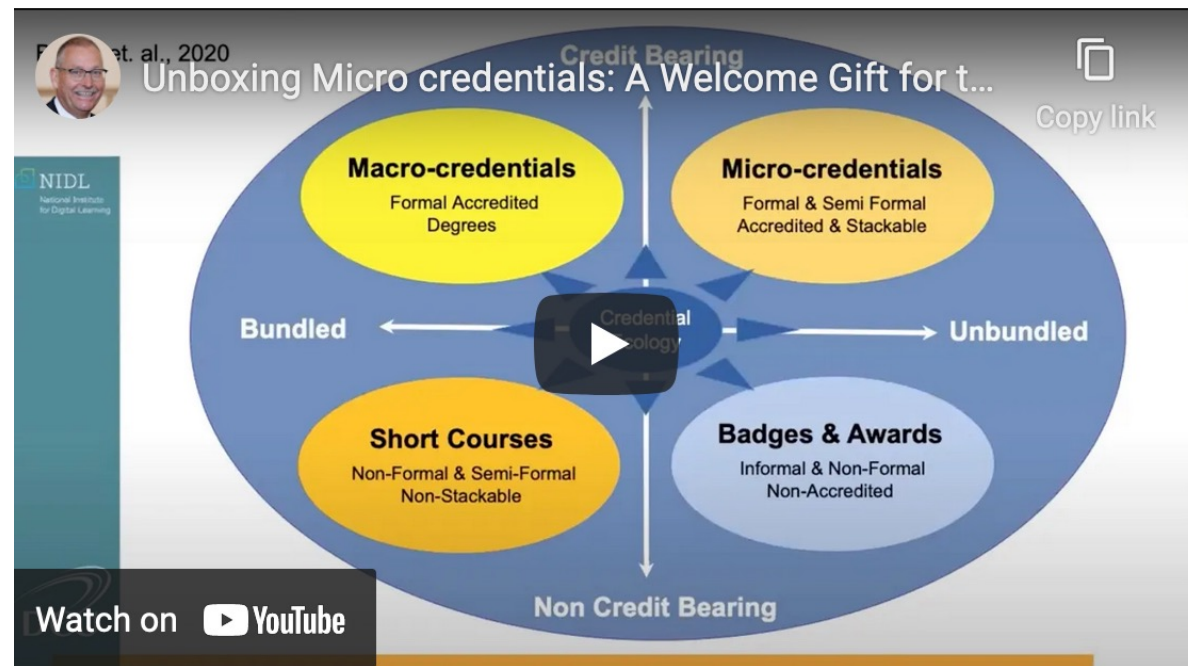 et. al., 2020
Unboxing Micro credentials: A Welcome Gift for t...
Copy link
Credit Bearing
NIDL
National Institute
for Digital Learning
Macro-credentials
Formal Accredited
Degrees
Micro-credentials
Formal & Semi Formal
Accredited & Stackable
Bundled
Credential
Ecology
Unbundled
Short Courses
Non-Formal & Semi-Formal
Non-Stackable
Badges & Awards
Informal & Non-Formal
Non-Accredited
Non Credit Bearing
Watch on YouTube